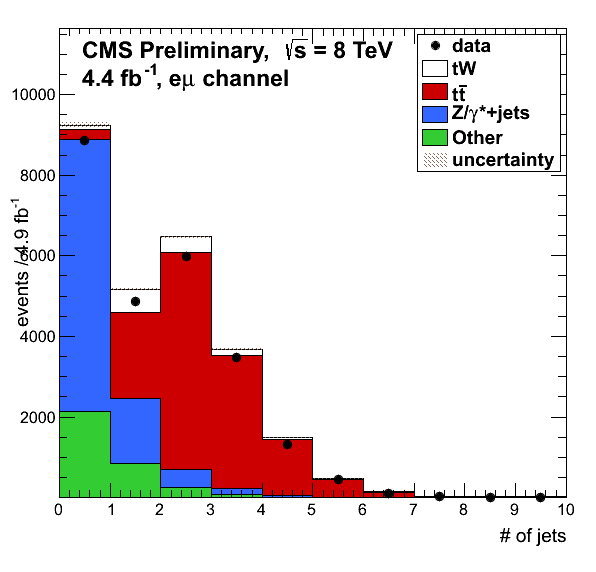 CMS Preliminary, √s = 8 TeV
4.4 fb⁻¹, eμ channel
data
tW
tt̄
Z/γ*+jets
Other
uncertainty
events / 4.9 fb⁻¹
10000
8000
6000
4000
2000
0 1 2 3 4 5 6 7 8 9 10
# of jets